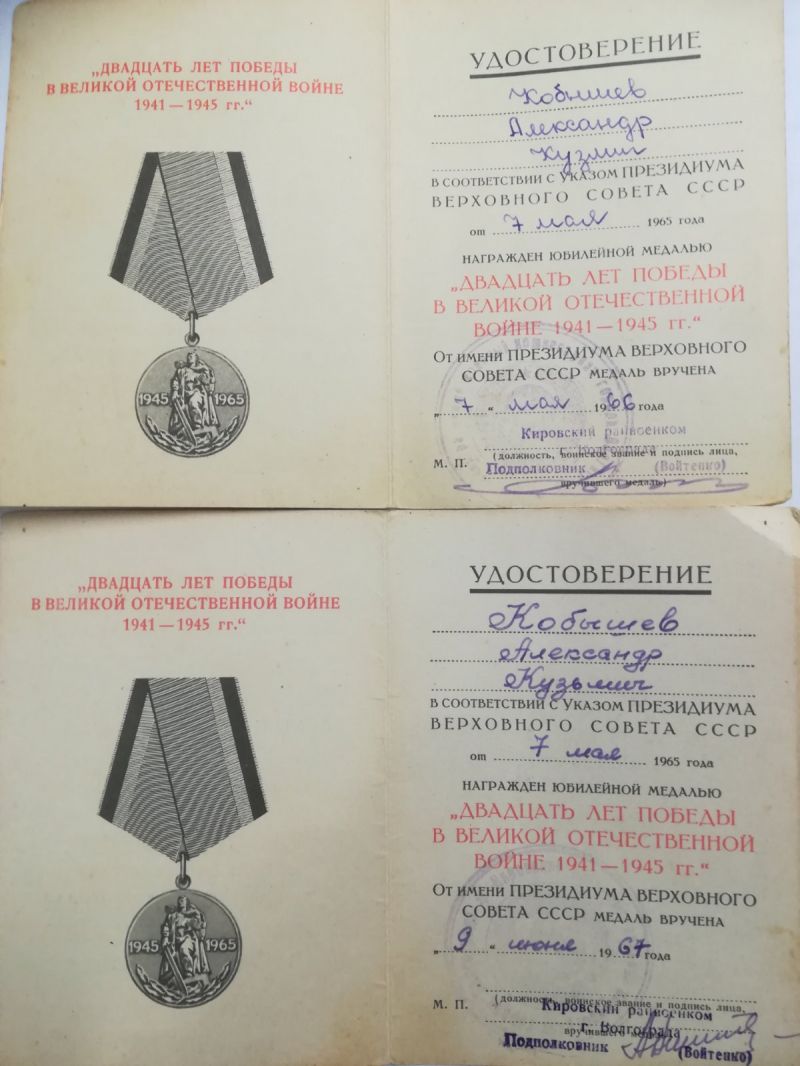 „ДВАДЦАТЬ ЛЕТ ПОБЕДЫ
В ВЕЛИКОЙ ОТЕЧЕСТВЕННОЙ ВОЙНЕ
1941—1945 гг.“
1945 1965
УДОСТОВЕРЕНИЕ
Кобышев
Александр
Кузмич
В СООТВЕТСТВИИ С УКАЗОМ ПРЕЗИДИУМА
ВЕРХОВНОГО СОВЕТА СССР
от 7 мая 1965 года
НАГРАЖДЕН ЮБИЛЕЙНОЙ МЕДАЛЬЮ
„ДВАДЦАТЬ ЛЕТ ПОБЕДЫ
В ВЕЛИКОЙ ОТЕЧЕСТВЕННОЙ
ВОЙНЕ 1941—1945 гг.“
ОТ ИМЕНИ ПРЕЗИДИУМА ВЕРХОВНОГО
СОВЕТА СССР МЕДАЛЬ ВРУЧЕНА
„7“ мая 1966 года
Кировский райвоенком
г. Волгограда
(должность, воинское звание и подпись лица,
М. П. Подполковник (Войтенко)
вручившего медаль)
„ДВАДЦАТЬ ЛЕТ ПОБЕДЫ
В ВЕЛИКОЙ ОТЕЧЕСТВЕННОЙ ВОЙНЕ
1941—1945 гг.“
1945 1965
УДОСТОВЕРЕНИЕ
Кобышев
Александр
Кузьмич
В СООТВЕТСТВИИ С УКАЗОМ ПРЕЗИДИУМА
ВЕРХОВНОГО СОВЕТА СССР
от 7 мая 1965 года
НАГРАЖДЕН ЮБИЛЕЙНОЙ МЕДАЛЬЮ
„ДВАДЦАТЬ ЛЕТ ПОБЕДЫ
В ВЕЛИКОЙ ОТЕЧЕСТВЕННОЙ
ВОЙНЕ 1941—1945 гг.“
ОТ ИМЕНИ ПРЕЗИДИУМА ВЕРХОВНОГО
СОВЕТА СССР МЕДАЛЬ ВРУЧЕНА
„9“ июня 1967 года
М. П. (должность, воинское звание и подпись лица,
Кировский райвоенком
г. Волгограда
вручившего медаль)
Подполковник (Войтенко)